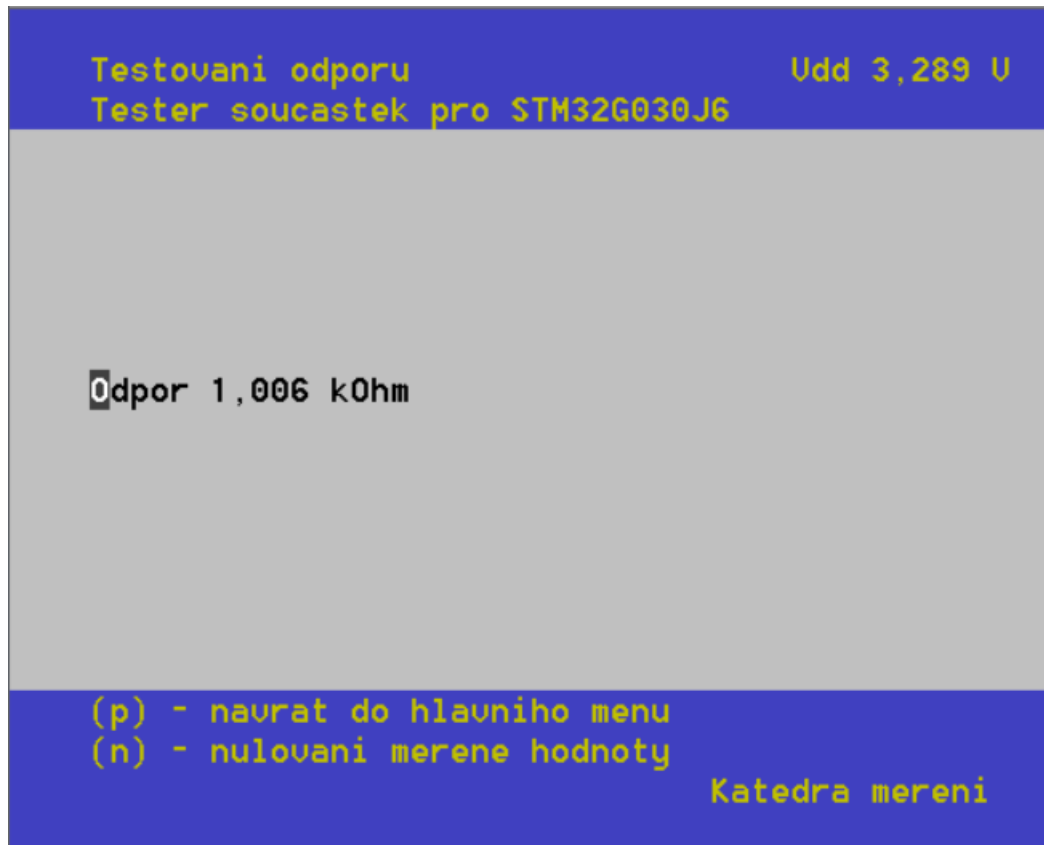 Testovani odporu Vdd 3,289 V
Tester soucastek pro STM32G030J6
Odpor 1,006 kOhm
(p) - navrat do hlavniho menu
(n) - nulovani merene hodnoty
Katedra mereni